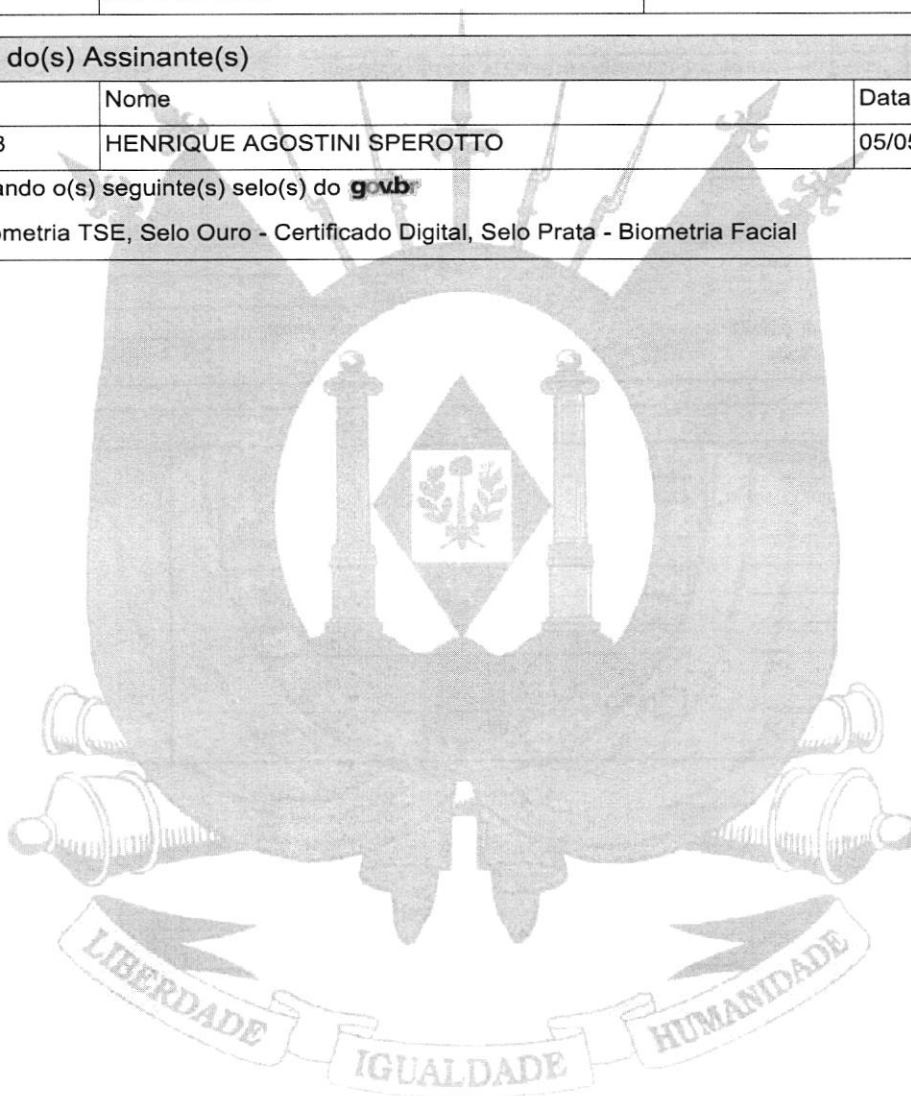 do(s) Assinante(s)
Nome Data
HENRIQUE AGOSTINI SPEROTTO 05/05
ando o(s) seguinte(s) selo(s) do gov.br
ometria TSE, Selo Ouro - Certificado Digital, Selo Prata - Biometria Facial
LIBERDADE
IGUALDADE
HUMANIDADE